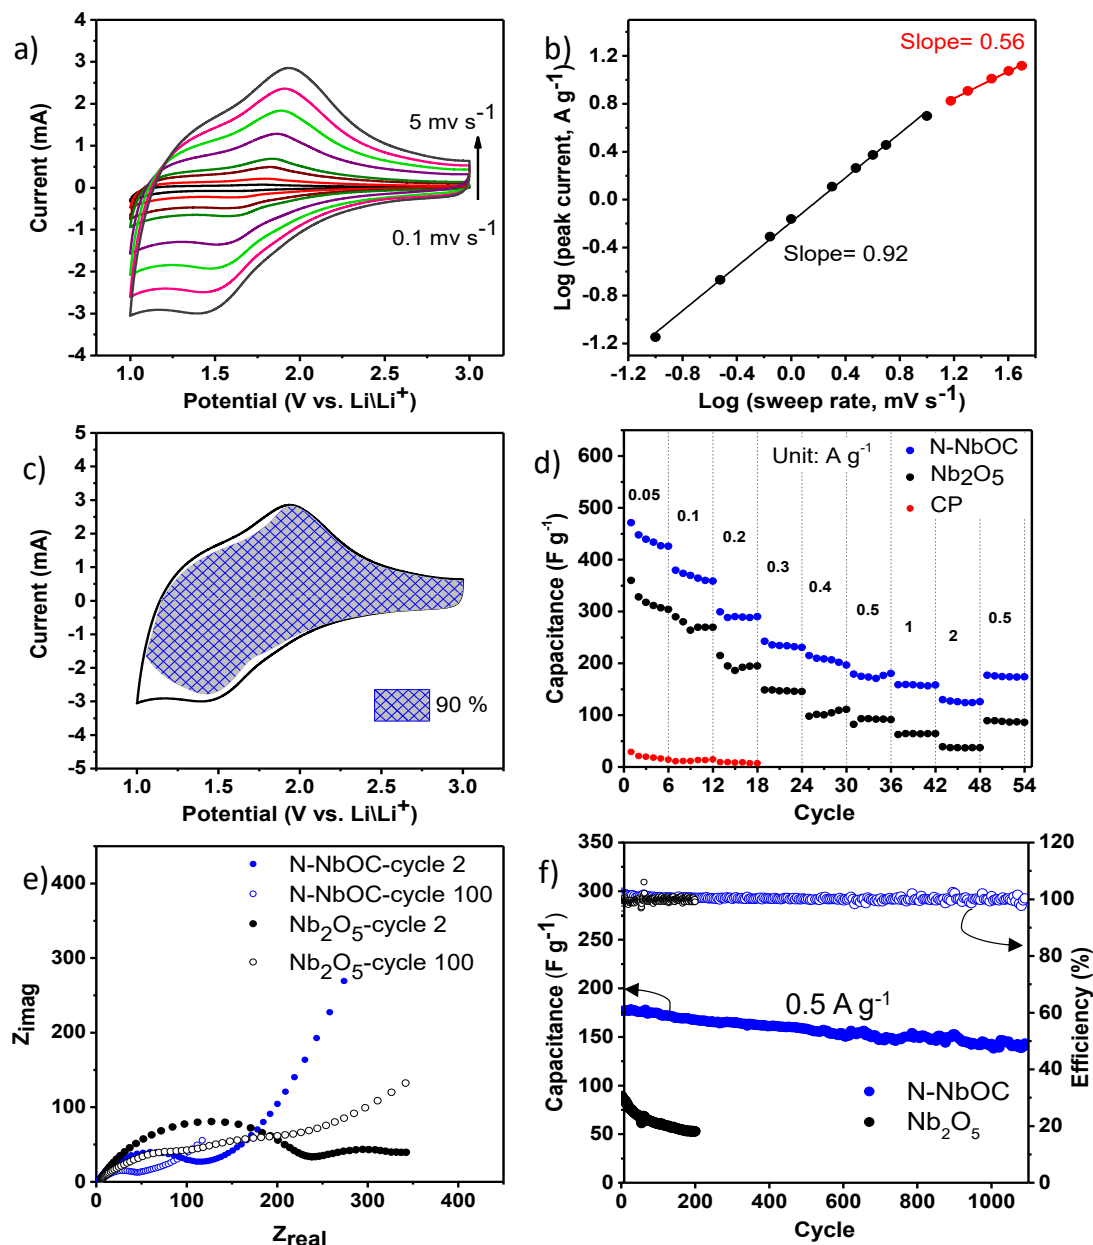 a)
Current (mA)
4
3
2
1
0
-1
-2
-3
-4
5 mv s-1
0.1 mv s-1
1.0 1.5 2.0 2.5 3.0
Potential (V vs. Li\Li+)
b)
Log (peak current, A g-1)
1.2
0.8
0.4
0.0
-0.4
-0.8
-1.2
Slope= 0.56
Slope= 0.92
-1.2 -0.8 -0.4 0.0 0.4 0.8 1.2 1.6
Log (sweep rate, mV s-1)
c)
Current (mA)
5
4
3
2
1
0
-1
-2
-3
-4
-5
90 %
1.0 1.5 2.0 2.5 3.0
Potential (V vs. Li\Li+)
d)
Capacitance (F g-1)
600
500
400
300
200
100
0
Unit: A g-1
N-NbOC
Nb2O5
CP
0.05
0.1
0.2
0.3
0.4
0.5
1
2
0.5
0 6 12 18 24 30 36 42 48 54
Cycle
e)
Zimag
400
300
200
100
0
N-NbOC-cycle 2
N-NbOC-cycle 100
Nb2O5-cycle 2
Nb2O5-cycle 100
0 100 200 300 400
Zreal
f)
Capacitance (F g-1)
350
300
250
200
150
100
50
0
0.5 A g-1
N-NbOC
Nb2O5
120
100
80
60
40
20
0
Efficiency (%)
0 200 400 600 800 1000
Cycle